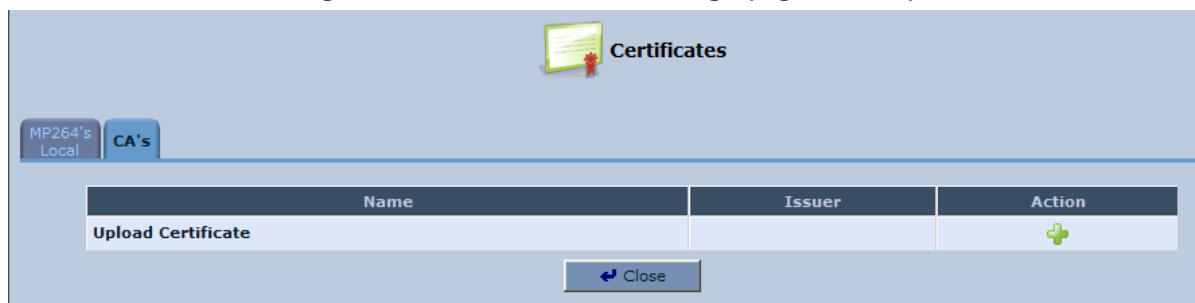 Certificates
MP264's
Local
CA's
Name Issuer Action
Upload Certificate
Close